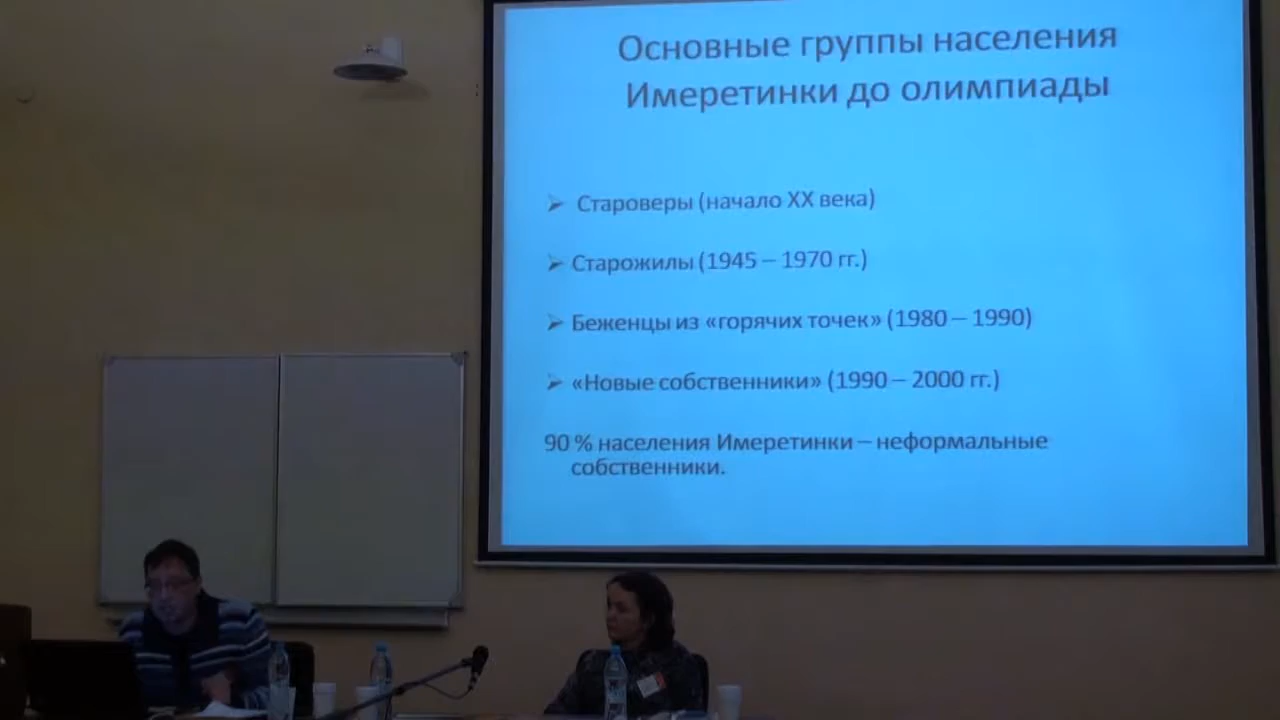 Основные группы населения
Имеретинки до олимпиады
Староверы (начало XX века)
Старожилы (1945 – 1970 гг.)
Беженцы из «горячих точек» (1980 – 1990)
«Новые собственники» (1990 – 2000 гг.)
90 % населения Имеретинки – неформальные
собственники.